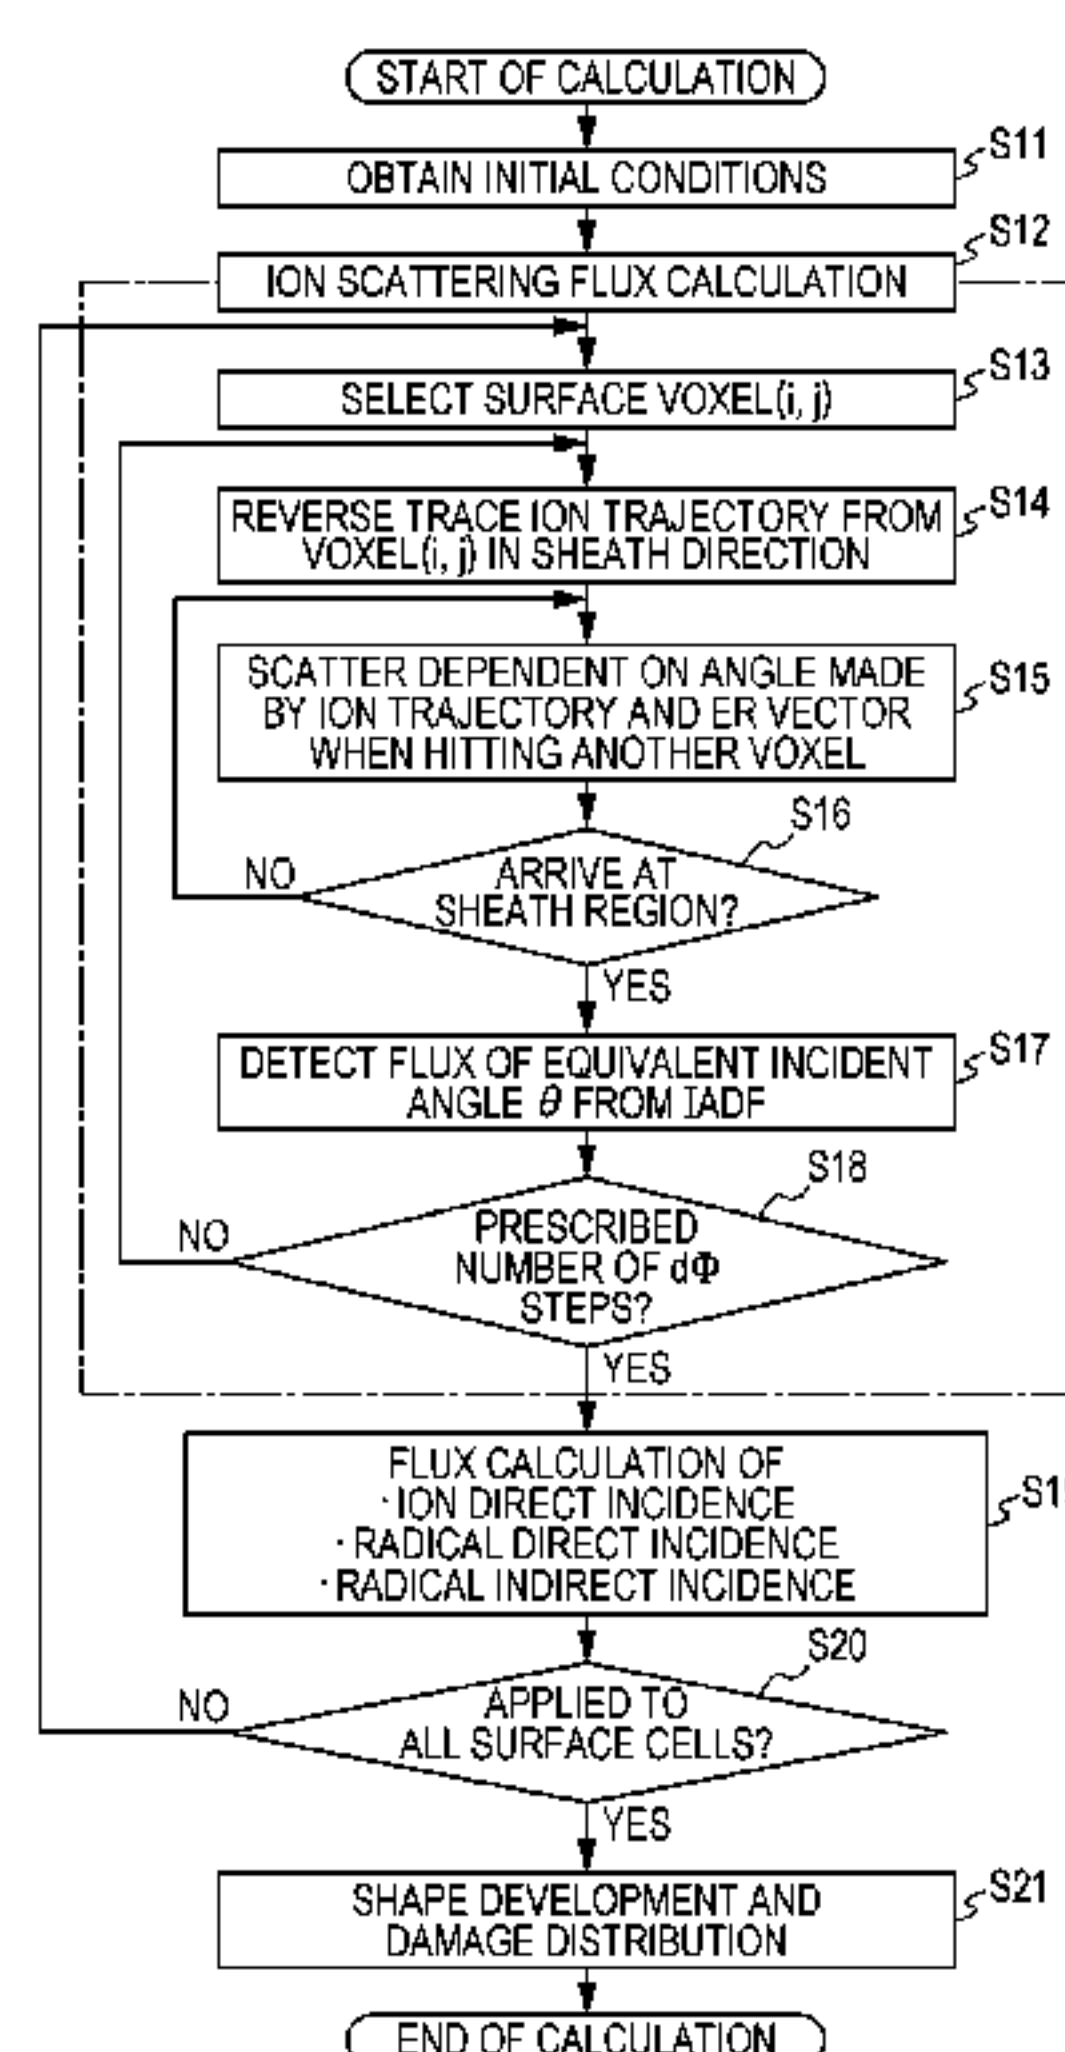 START OF CALCULATION
S11
OBTAIN INITIAL CONDITIONS
S12
ION SCATTERING FLUX CALCULATION
S13
SELECT SURFACE VOXEL(i, j)
S14
REVERSE TRACE ION TRAJECTORY FROM
VOXEL(i, j) IN SHEATH DIRECTION
S15
SCATTER DEPENDENT ON ANGLE MADE
BY ION TRAJECTORY AND ER VECTOR
WHEN HITTING ANOTHER VOXEL
S16
NO
ARRIVE AT
SHEATH REGION?
YES
S17
DETECT FLUX OF EQUIVALENT INCIDENT
ANGLE θ FROM IADF
S18
NO
PRESCRIBED
NUMBER OF dΦ
STEPS?
YES
FLUX CALCULATION OF
·ION DIRECT INCIDENCE
·RADICAL DIRECT INCIDENCE
·RADICAL INDIRECT INCIDENCE
S20
NO
APPLIED TO
ALL SURFACE CELLS?
YES
S21
SHAPE DEVELOPMENT AND
DAMAGE DISTRIBUTION
END OF CALCULATION